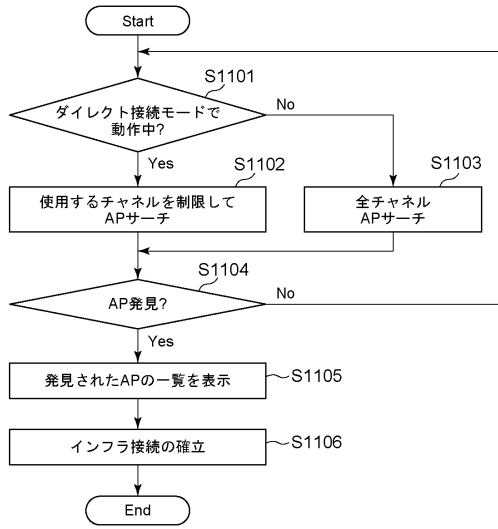 Start
S1101
ダイレクト接続モードで
動作中?
No
Yes
S1102
使用するチャネルを制限して
APサーチ
S1103
全チャネル
APサーチ
S1104
AP発見?
No
Yes
発見されたAPの一覧を表示
S1105
インフラ接続の確立
S1106
End